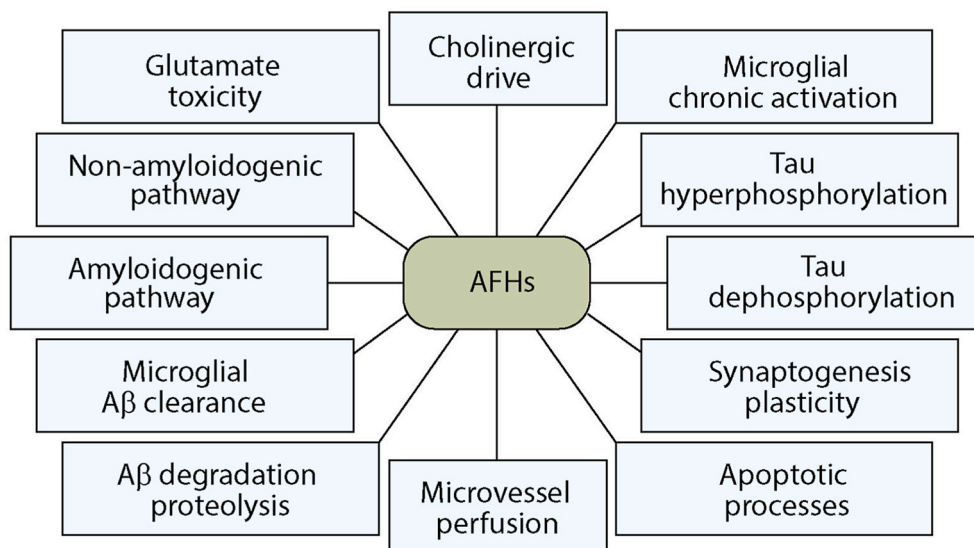 Glutamate
toxicity
Cholinergic
drive
Microglial
chronic activation
Non-amyloidogenic
pathway
Tau
hyperphosphorylation
Amyloidogenic
pathway
AFHs
Tau
dephosphorylation
Microglial
Aβ clearance
Synaptogenesis
plasticity
Aβ degradation
proteolysis
Microvessel
perfusion
Apoptotic
processes